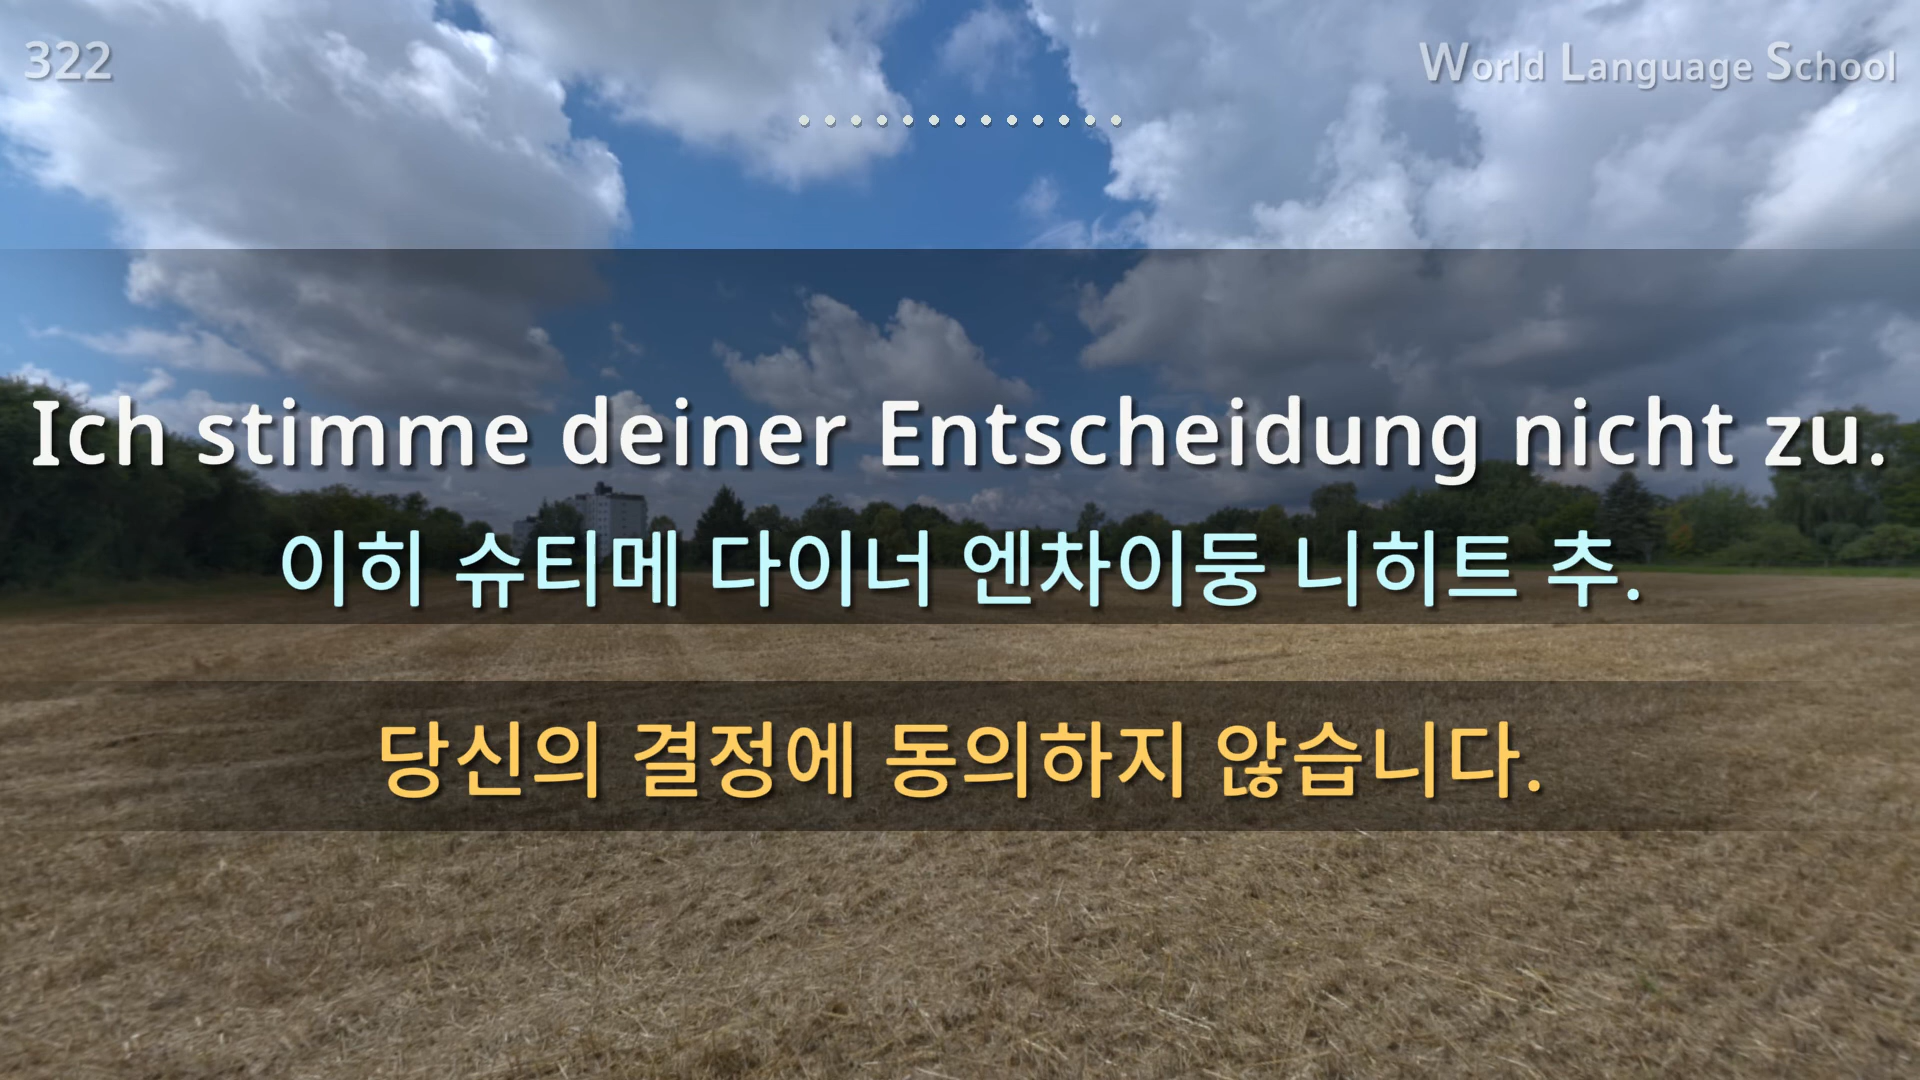 322
World Language School
Ich stimme deiner Entscheidung nicht zu.
이히 슈티메 다이너 엔차이둥 니히트 추.
당신의 결정에 동의하지 않습니다.